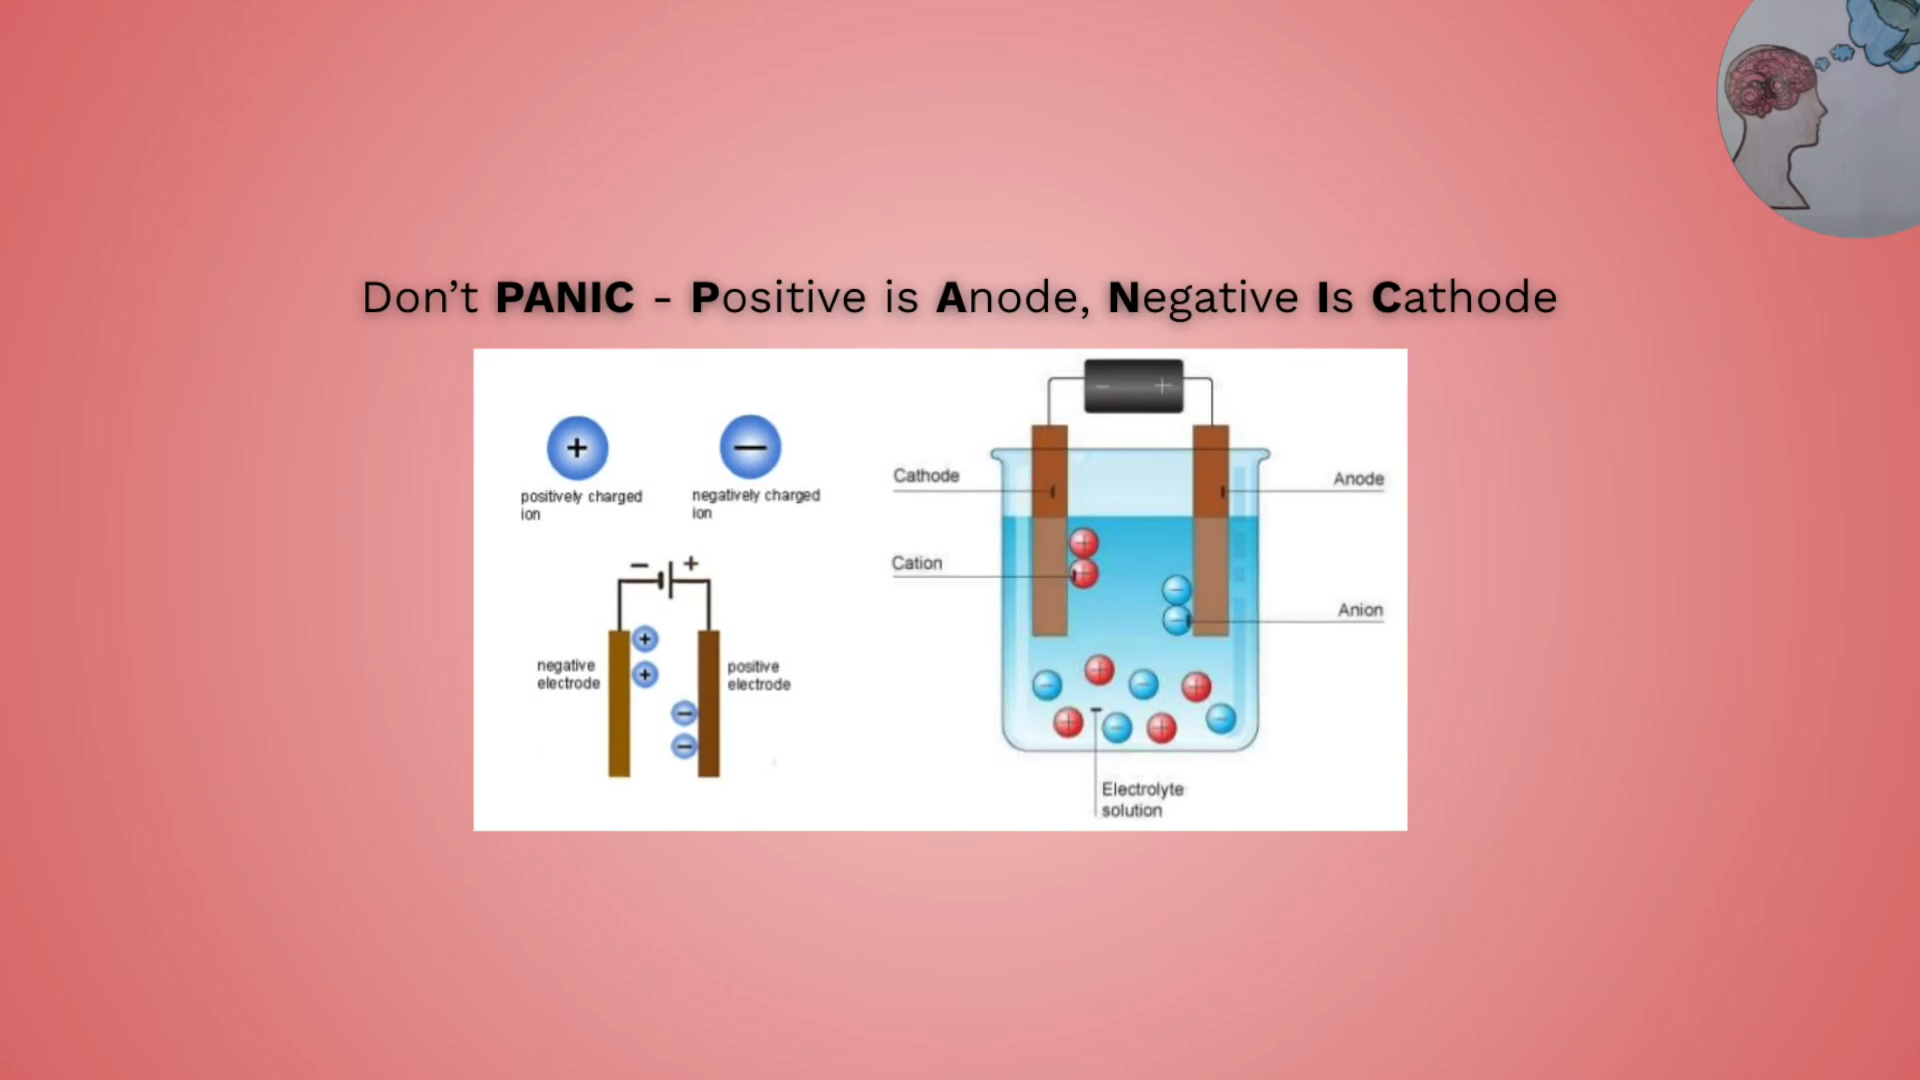 Don’t PANIC - Positive is Anode, Negative Is Cathode
+
−
positively charged
ion
negatively charged
ion
− +
+
+
negative
electrode
positive
electrode
−
−
− +
Cathode
Anode
Cation
Anion
Electrolyte
solution